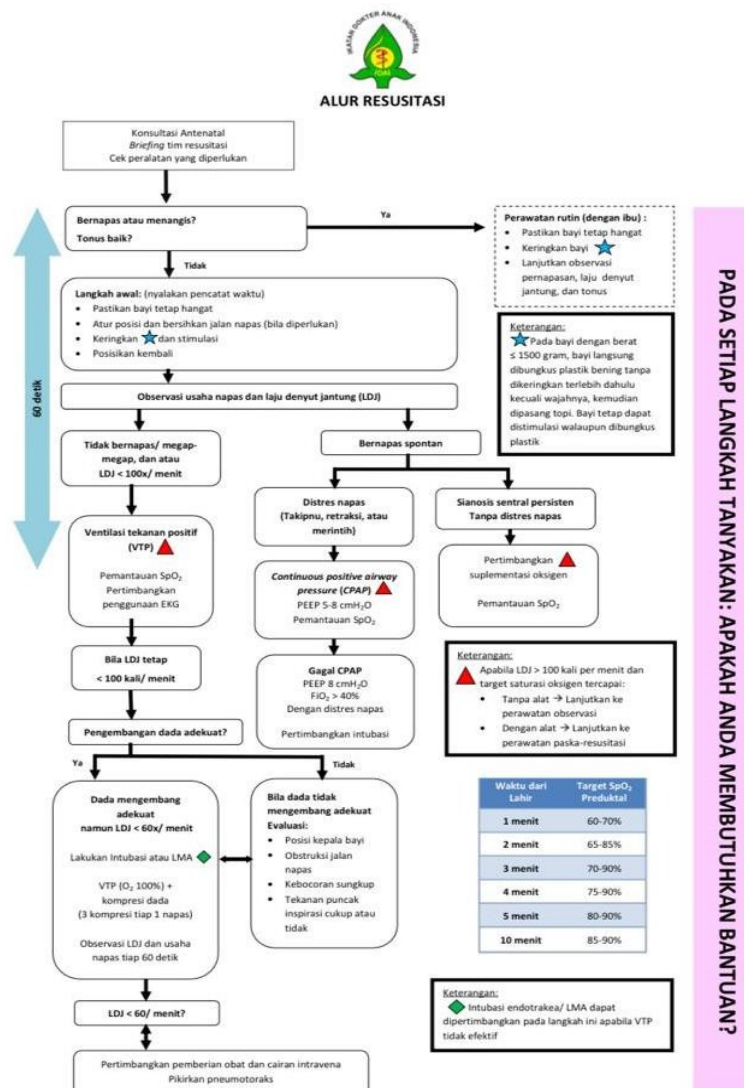 IKATAN DOKTER ANAK INDONESIA
IDAI
ALUR RESUSITASI
Konsultasi Antenatal
Briefing tim resusitasi
Cek peralatan yang diperlukan
60 detik
Bernapas atau menangis?
Tonus baik?
Ya
Perawatan rutin (dengan ibu) :
• Pastikan bayi tetap hangat
• Keringkan bayi
• Lanjutkan observasi
pernapasan, laju denyut
jantung, dan tonus
Tidak
Langkah awal: (nyalakan pencatat waktu)
• Pastikan bayi tetap hangat
• Atur posisi dan bersihkan jalan napas (bila diperlukan)
• Keringkan dan stimulasi
• Posisikan kembali
Keterangan:
Pada bayi dengan berat
≤ 1500 gram, bayi langsung
dibungkus plastik bening tanpa
dikeringkan terlebih dahulu
kecuali wajahnya, kemudian
dipasang topi. Bayi tetap dapat
distimulasi walaupun dibungkus
plastik
Observasi usaha napas dan laju denyut jantung (LDJ)
Tidak bernapas/ megap-
megap, dan atau
LDJ < 100x/ menit
Bernapas spontan
Ventilasi tekanan positif
(VTP)
Pemantauan SpO₂
Pertimbangkan
penggunaan EKG
Distres napas
(Takipnu, retraksi, atau
merintih)
Sianosis sentral persisten
Tanpa distres napas
Continuous positive airway
pressure (CPAP)
PEEP 5-8 cmH₂O
Pemantauan SpO₂
Pertimbangkan
suplementasi oksigen
Pemantauan SpO₂
Bila LDJ tetap
< 100 kali/ menit
Gagal CPAP
PEEP 8 cmH₂O
FiO₂ > 40%
Dengan distres napas
Pertimbangkan intubasi
Keterangan:
Apabila LDJ > 100 kali per menit dan
target saturasi oksigen tercapai:
• Tanpa alat → Lanjutkan ke
perawatan observasi
• Dengan alat → Lanjutkan ke
perawatan paska-resusitasi
Pengembangan dada adequat?
Ya
Tidak
Dada mengembang
adekuat
namun LDJ < 60x/ menit
Lakukan Intubasi atau LMA
VTP (O₂ 100%) +
kompresi dada
(3 kompresi tiap 1 napas)
Observasi LDJ dan usaha
napas tiap 60 detik
Bila dada tidak
mengembang adekuat
Evaluasi:
• Posisi kepala bayi
• Obstruksi jalan
napas
• Kebocoran sungkup
• Tekanan puncak
inspirasi cukup atau
tidak
Waktu dari Lahir Target SpO₂ Preduktal
1 menit 60-70%
2 menit 65-85%
3 menit 70-90%
4 menit 75-90%
5 menit 80-90%
10 menit 85-90%
LDJ < 60/ menit?
Keterangan:
Intubasi endotrakea/ LMA dapat
dipertimbangkan pada langkah ini apabila VTP
tidak efektif
Pertimbangkan pemberian obat dan cairan intravena
Pikirkan pneumotoraks
PADA SETIAP LANGKAH TANYAKAN: APAKAH ANDA MEMBUTUHKAN BANTUAN?